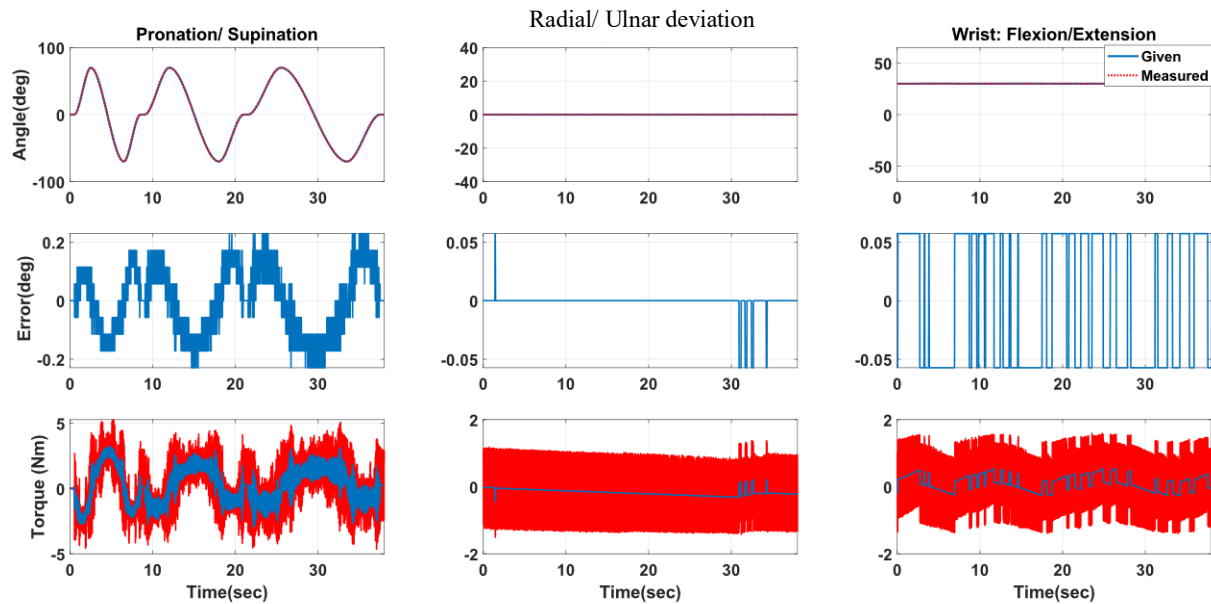 Radial/ Ulnar deviation
Pronation/ Supination
Wrist: Flexion/Extension
Given
Measured
Angle(deg)
100
0
-100
0 10 20 30
40
20
0
-20
-40
0 10 20 30
50
0
-50
0 10 20 30
Error(deg)
0.2
0
-0.2
0 10 20 30
0.05
0
-0.05
0 10 20 30
0.05
0
-0.05
0 10 20 30
Torque (Nm)
5
0
-5
0 10 20 30
Time(sec)
2
0
-2
0 10 20 30
Time(sec)
2
0
-2
0 10 20 30
Time(sec)